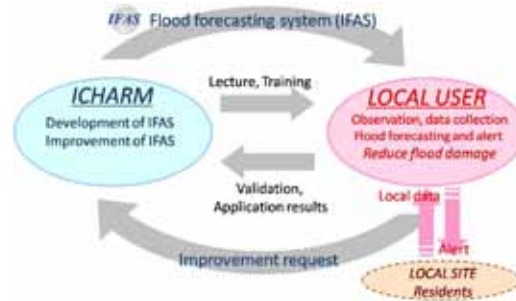 IFAS Flood forecasting system (IFAS)
Lecture, Training
ICHARM
Development of IFAS
Improvement of IFAS
LOCAL USER
Observation, data collection
Flood forecasting and alert
Reduce flood damage
Validation,
Application results
Local data
Improvement request
Alert
LOCAL SITE
Residents